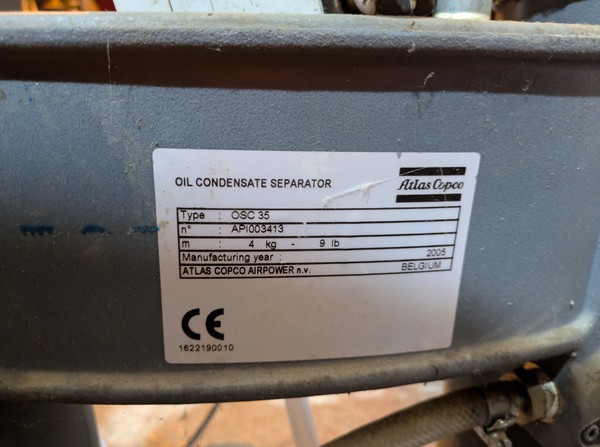 OIL CONDENSATE SEPARATOR
Atlas Copco
Type : OSC 35
n° : API003413
m : 4 kg - 9 lb
Manufacturing year : 2005
ATLAS COPCO AIRPOWER n.v. BELGIUM
CE
1622190010